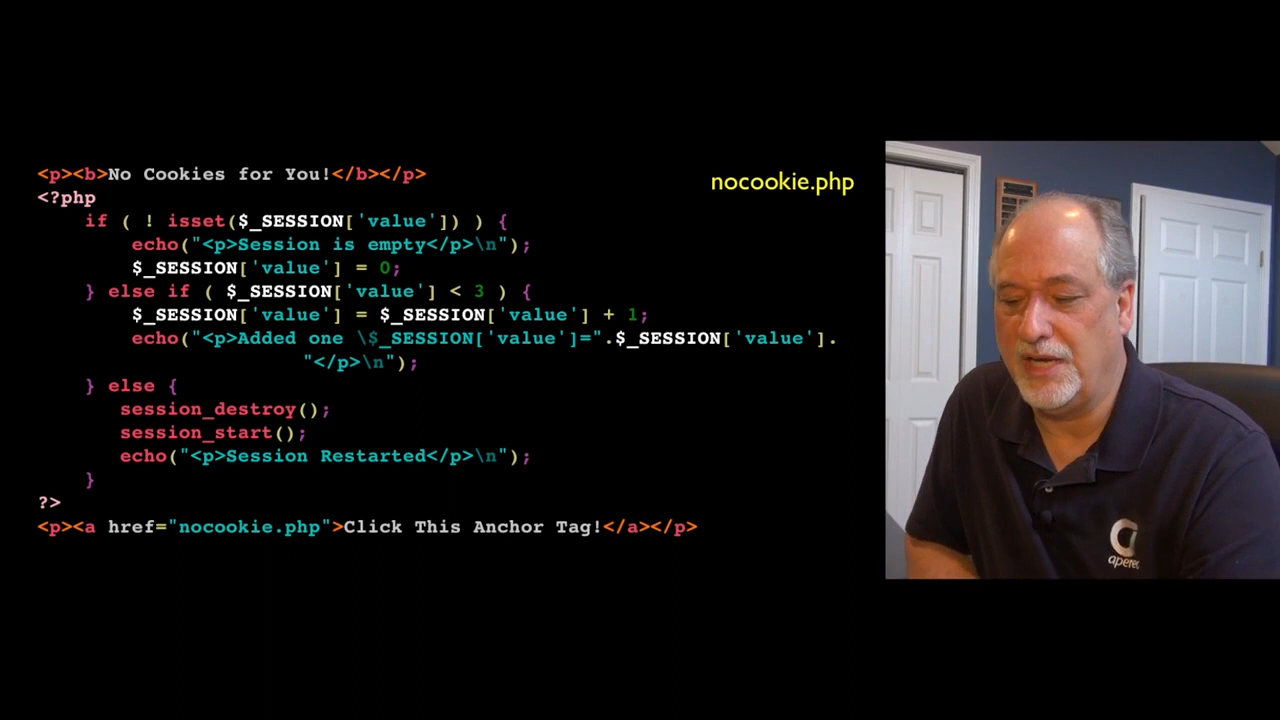 <p><b>No Cookies for You!</b></p>
nocookie.php
<?php
    if ( ! isset($_SESSION['value']) ) {
        echo("<p>Session is empty</p>\n");
        $_SESSION['value'] = 0;
    } else if ( $_SESSION['value'] < 3 ) {
        $_SESSION['value'] = $_SESSION['value'] + 1;
        echo("<p>Added one \$_SESSION['value']=".$_SESSION['value'].
                       "</p>\n");
    } else {
       session_destroy();
       session_start();
       echo("<p>Session Restarted</p>\n");
    }
?>
<p><a href="nocookie.php">Click This Anchor Tag!</a></p>